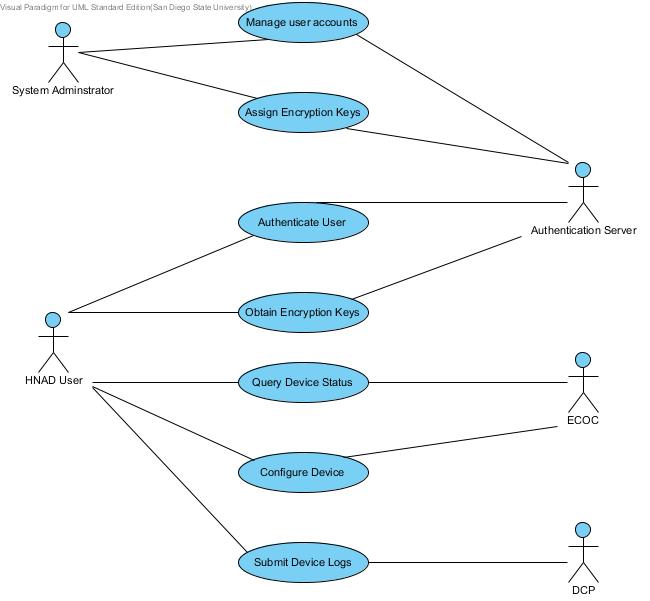 Visual Paradigm for UML Standard Edition(San Diego State University)
Manage user accounts
System Adminstrator
Assign Encryption Keys
Authenticate User
Authentication Server
Obtain Encryption Keys
HNAD User
Query Device Status
ECOC
Configure Device
Submit Device Logs
DCP